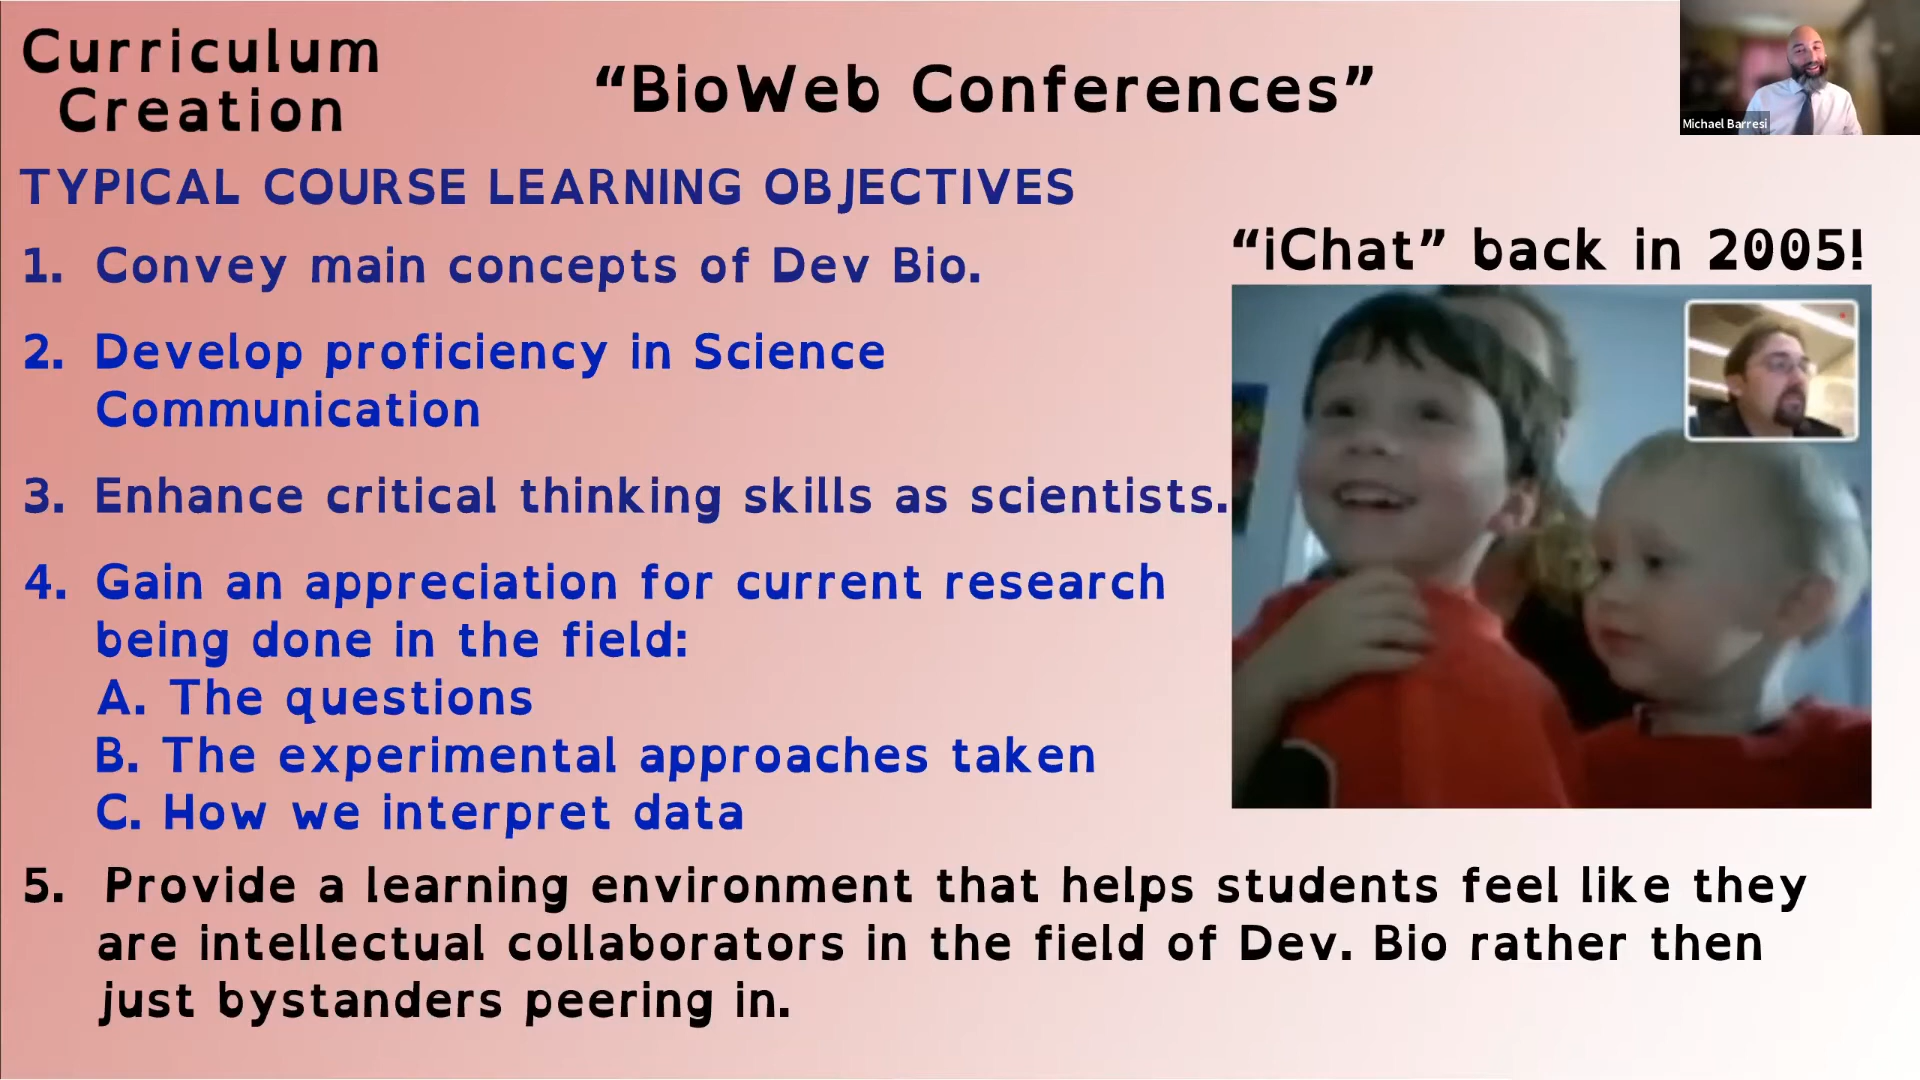 Curriculum
Creation
“BioWeb Conferences”
Michael Barresi
TYPICAL COURSE LEARNING OBJECTIVES
“iChat” back in 2005!
1. Convey main concepts of Dev Bio.
2. Develop proficiency in Science
Communication
3. Enhance critical thinking skills as scientists.
4. Gain an appreciation for current research
being done in the field:
A. The questions
B. The experimental approaches taken
C. How we interpret data
5. Provide a learning environment that helps students feel like they
are intellectual collaborators in the field of Dev. Bio rather then
just bystanders peering in.